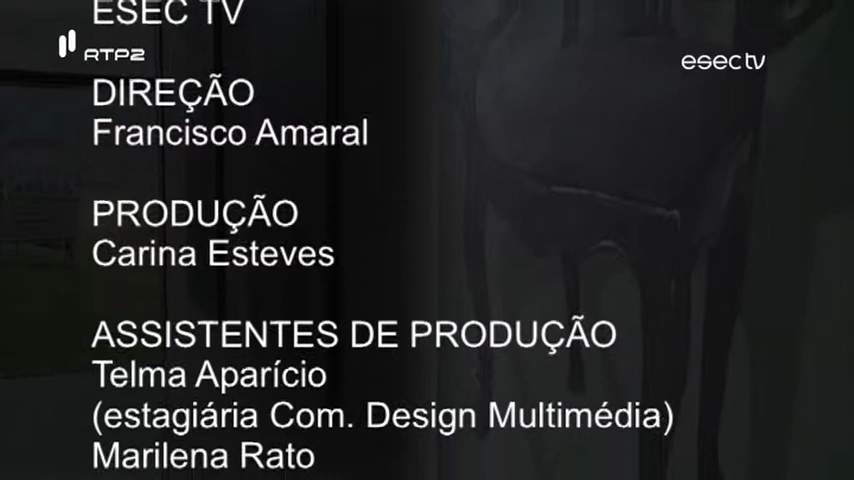 ESEC TV
RTP2
esectv
DIREÇÃO
Francisco Amaral
PRODUÇÃO
Carina Esteves
ASSISTENTES DE PRODUÇÃO
Telma Aparício
(estagiária Com. Design Multimédia)
Marilena Rato